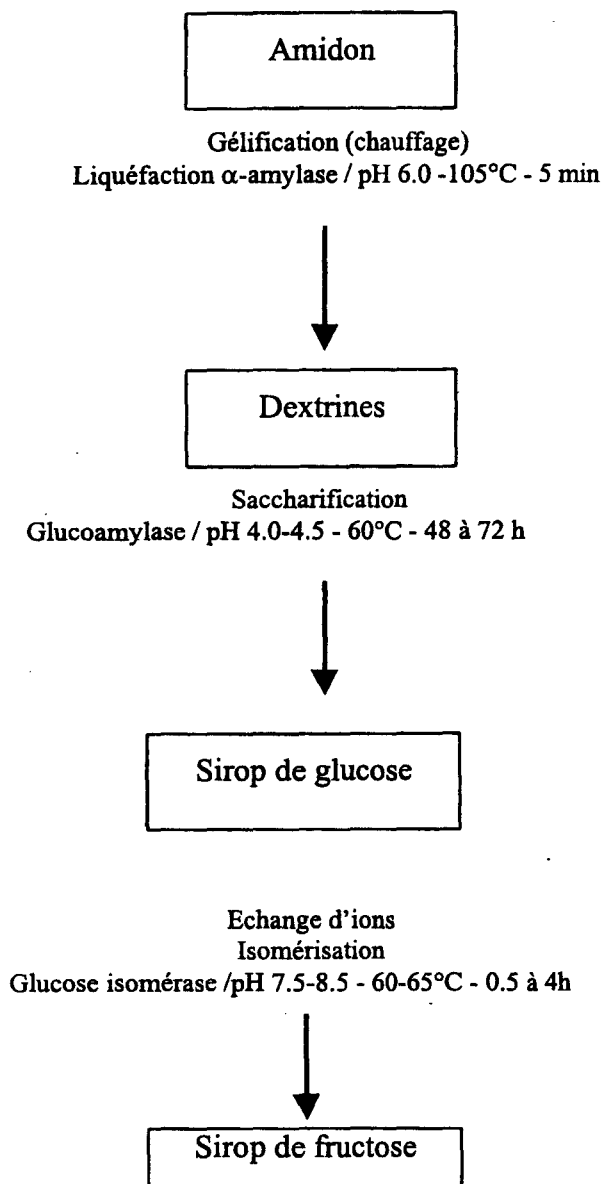 Amidon
Gélification (chauffage)
Liquéfaction α-amylase / pH 6.0 -105°C - 5 min
Dextrines
Saccharification
Glucoamylase / pH 4.0-4.5 - 60°C - 48 à 72 h
Sirop de glucose
Echange d'ions
Isomérisation
Glucose isomérase /pH 7.5-8.5 - 60-65°C - 0.5 à 4h
Sirop de fructose